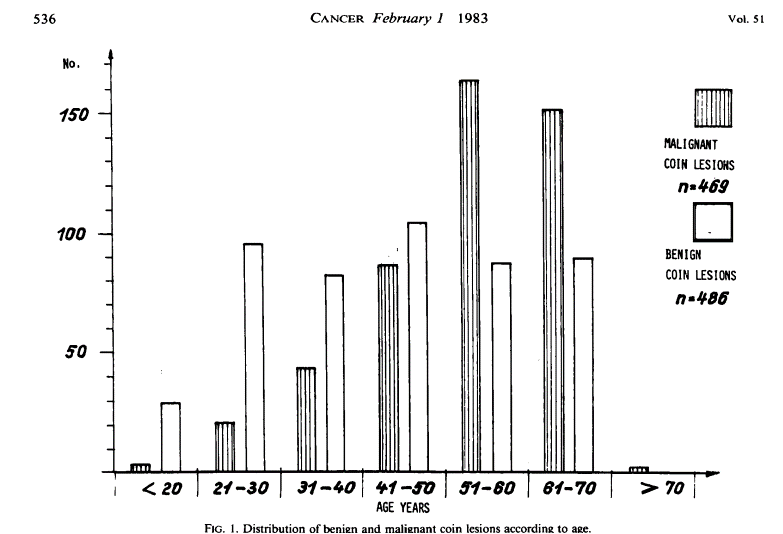 536
CANCER February 1 1983
Vol. 51
No.
150
100
50
MALIGNANT
COIN LESIONS
n=469
BENIGN
COIN LESIONS
n=486
< 20
21-30
31-40
41-50
51-60
61-70
> 70
AGE YEARS
FIG. 1. Distribution of benign and malignant coin lesions according to age.